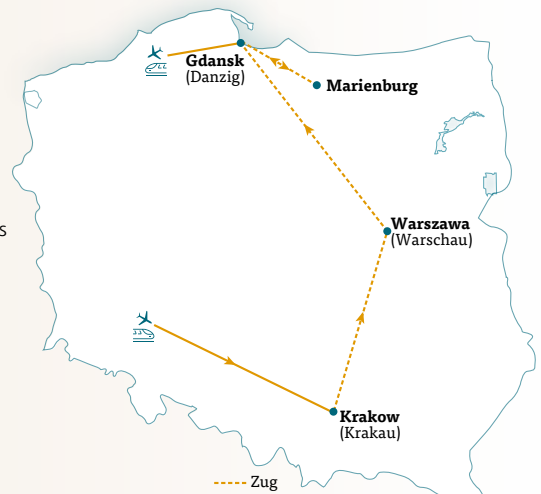 Gdansk
(Danzig)
Marienburg
s
Warszawa
(Warschau)
Krakow
(Krakau)
Zug